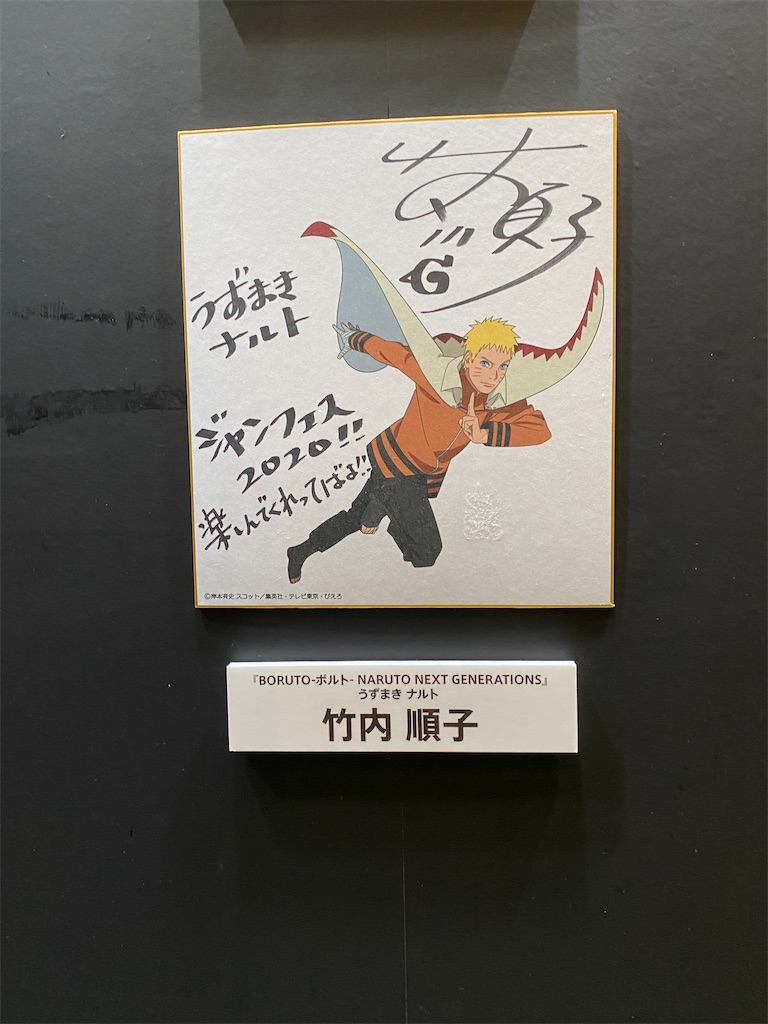 うずまき
ナルト
ジャンフェス
2020!!
楽しんでくれってばよ!!
©岸本斉史 スコット/集英社・テレビ東京・ぴえろ
『BORUTO-ボルト- NARUTO NEXT GENERATIONS』
うずまき ナルト
竹内 順子